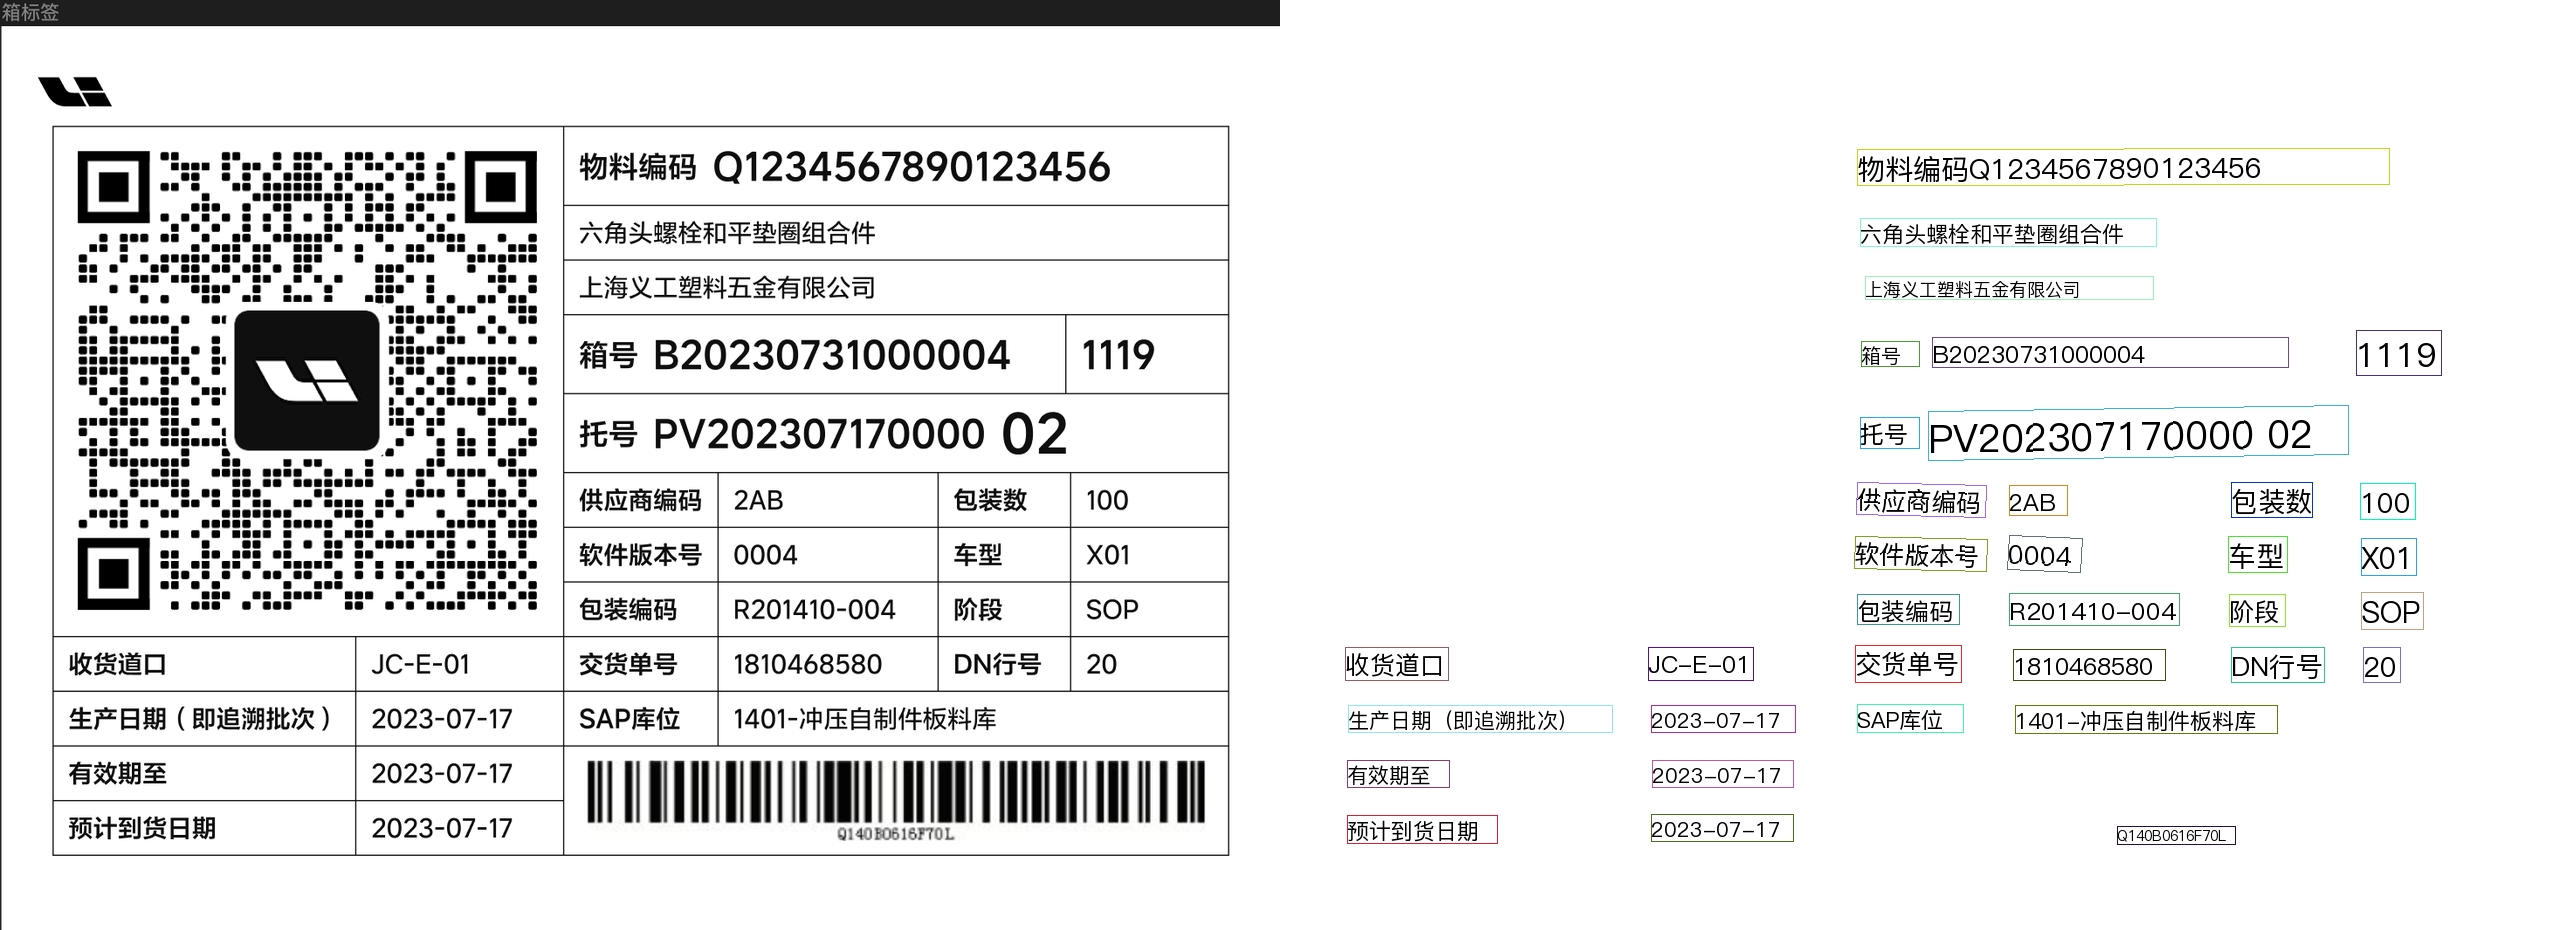 箱标签
物料编码 Q1234567890123456
六角头螺栓和平垫圈组合件
上海义工塑料五金有限公司
箱号 B20230731000004 1119
托号 PV202307170000 02
供应商编码 2AB 包装数 100
软件版本号 0004 车型 X01
包装编码 R201410-004 阶段 SOP
收货道口 JC-E-01 交货单号 1810468580 DN行号 20
生产日期（即追溯批次） 2023-07-17 SAP库位 1401-冲压自制件板料库
有效期至 2023-07-17
预计到货日期 2023-07-17
Q140B0616F70L
物料编码Q1234567890123456
六角头螺栓和平垫圈组合件
上海义工塑料五金有限公司
箱号 B20230731000004 1119
托号 PV202307170000 02
供应商编码 2AB 包装数 100
软件版本号 0004 车型 X01
包装编码 R201410-004 阶段 SOP
收货道口 JC-E-01 交货单号 1810468580 DN行号 20
生产日期（即追溯批次） 2023-07-17 SAP库位 1401-冲压自制件板料库
有效期至 2023-07-17
预计到货日期 2023-07-17
Q140B0616F70L